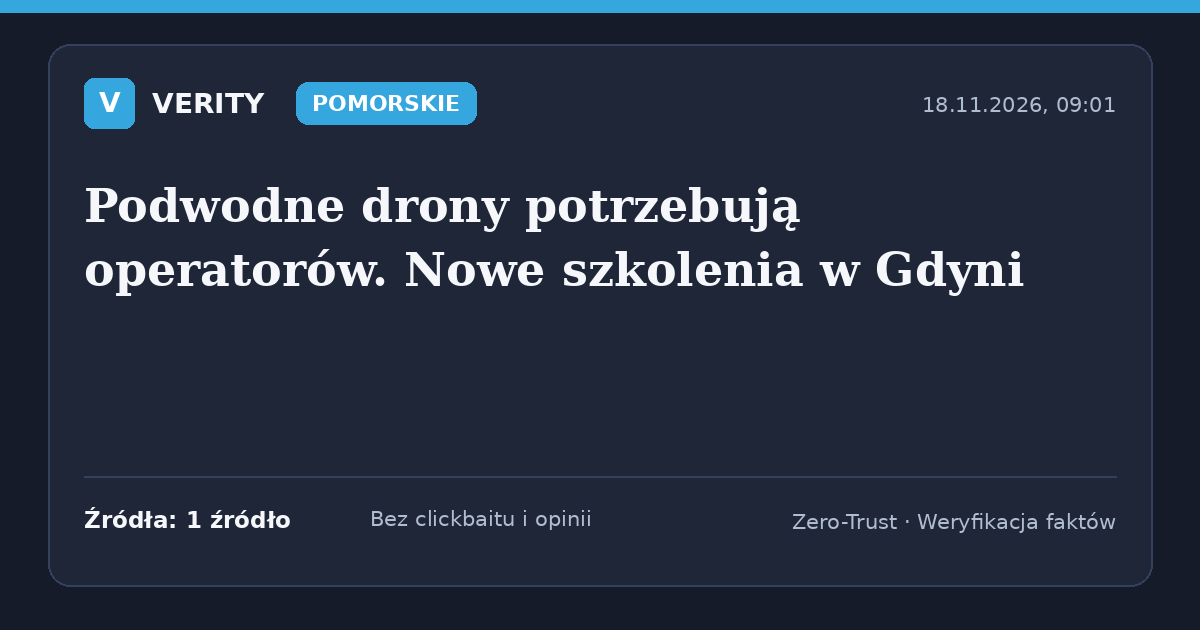 V VERITY POMORSKIE 18.11.2026, 09:01
Podwodne drony potrzebują
operatorów. Nowe szkolenia w Gdyni
Źródła: 1 źródło Bez clickbaitu i opinii Zero-Trust · Weryfikacja faktów